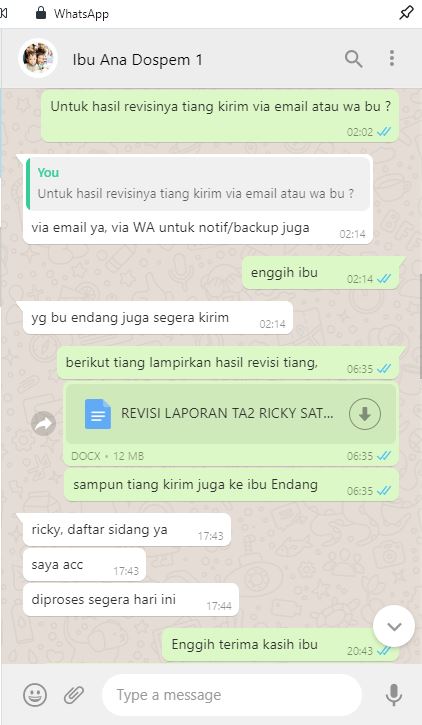 WhatsApp
Ibu Ana Dospem 1
Untuk hasil revisinya tiang kirim via email atau wa bu ?
02:02
You
Untuk hasil revisinya tiang kirim via email atau wa bu ?
via email ya, via WA untuk notif/backup juga
02:14
enggih ibu
02:14
yg bu endang juga segera kirim
02:14
berikut tiang lampirkan hasil revisi tiang,
06:35
REVISI LAPORAN TA2 RICKY SAT...
DOCX • 12 MB
06:35
sampun tiang kirim juga ke ibu Endang
06:35
ricky, daftar sidang ya
17:43
saya acc
17:43
diproses segera hari ini
17:44
Enggih terima kasih ibu
20:43
Type a message